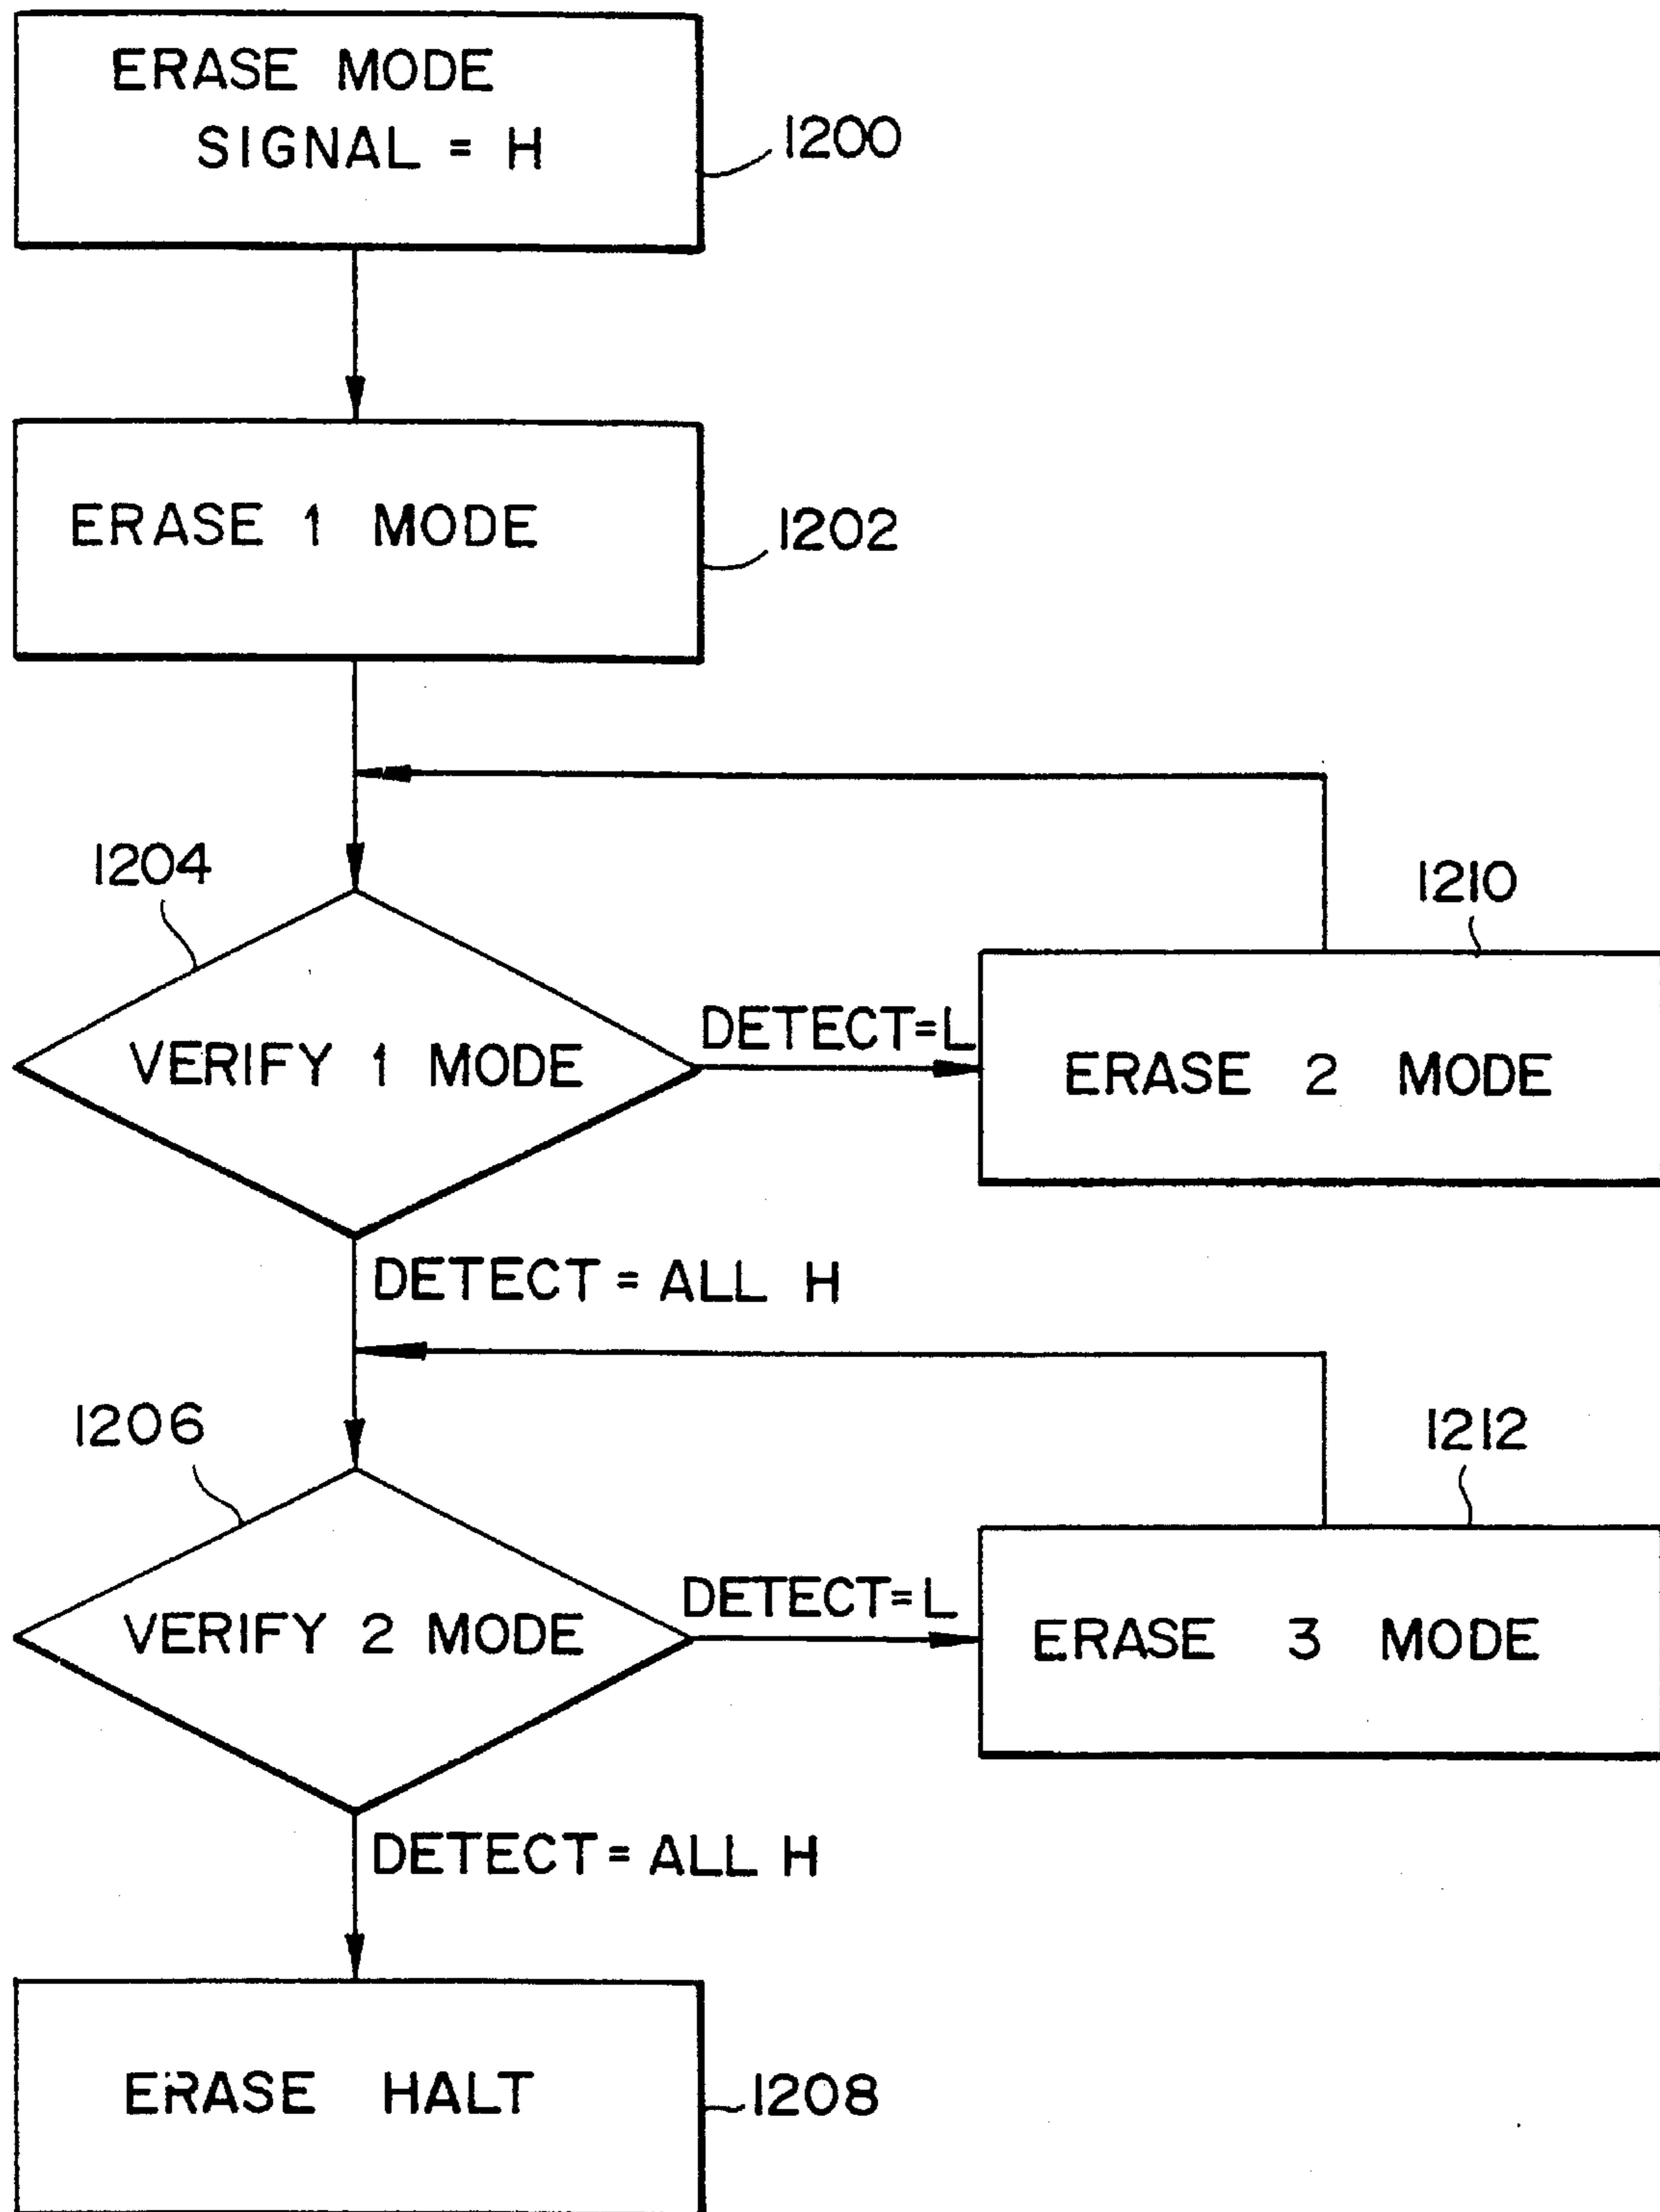 ERASE MODE
SIGNAL = H
1200
ERASE 1 MODE
1202
1204
VERIFY 1 MODE
DETECT=L
1210
ERASE 2 MODE
DETECT = ALL H
1206
VERIFY 2 MODE
DETECT=L
1212
ERASE 3 MODE
DETECT = ALL H
ERASE HALT
1208